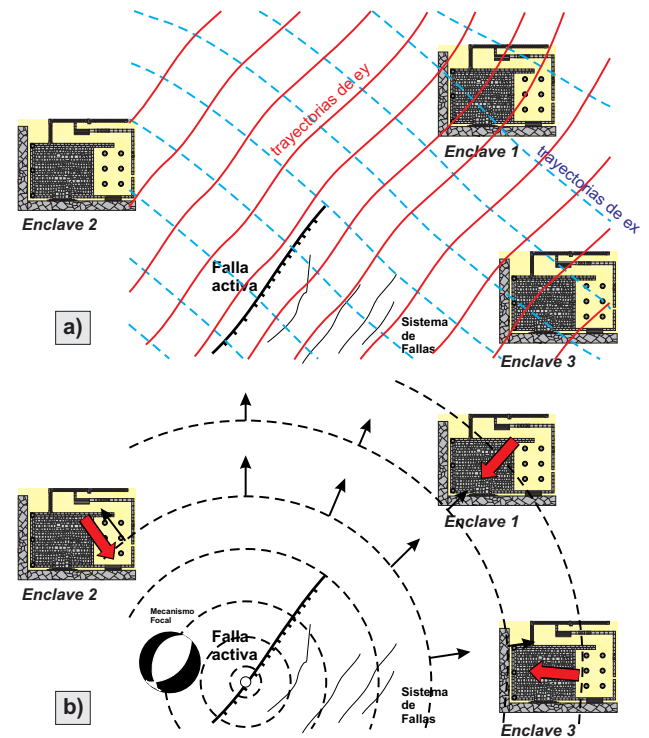 a)
trayectorias de ey
Enclave 1
trayectorias de ex
Enclave 2
Falla
activa
Sistema
de
Fallas
Enclave 3
b)
Enclave 1
Enclave 2
Mecanismo
Focal
Falla
activa
Sistema
de
Fallas
Enclave 3